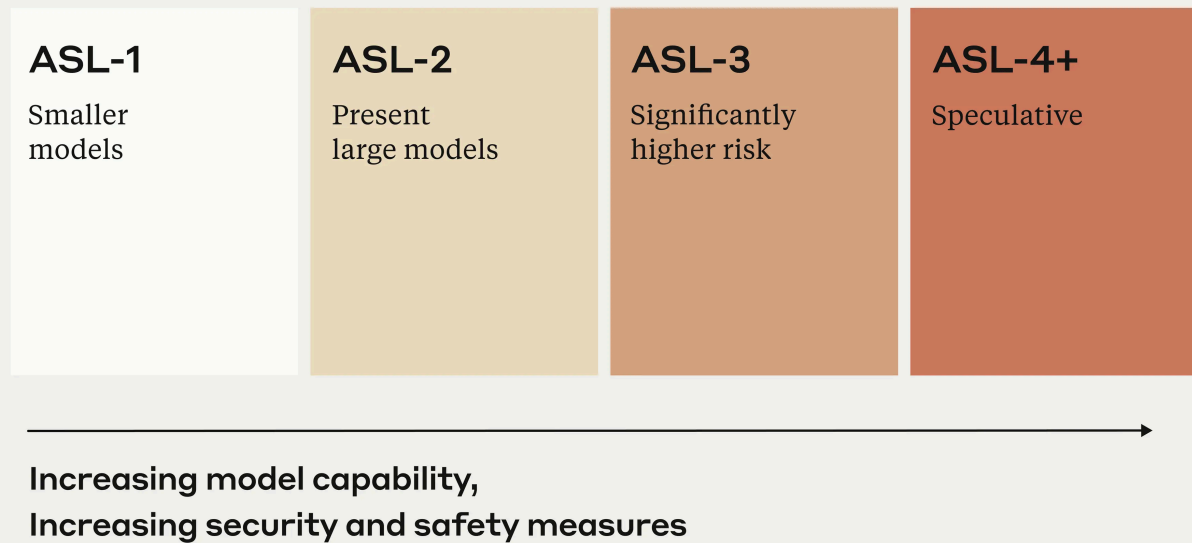 ASL-1
Smaller
models
ASL-2
Present
large models
ASL-3
Significantly
higher risk
ASL-4+
Speculative
Increasing model capability,
Increasing security and safety measures